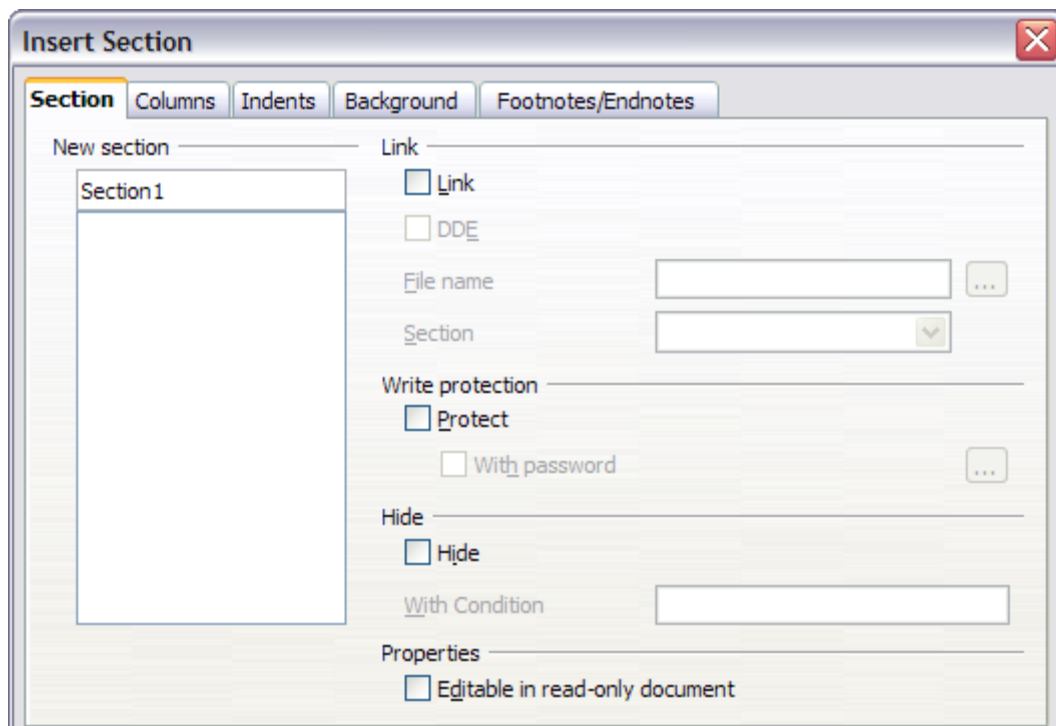 Insert Section
Section Columns Indents Background Footnotes/Endnotes
New section
Section1
Link
Link
DDE
File name ...
Section
Write protection
Protect
With password ...
Hide
Hide
With Condition
Properties
Editable in read-only document